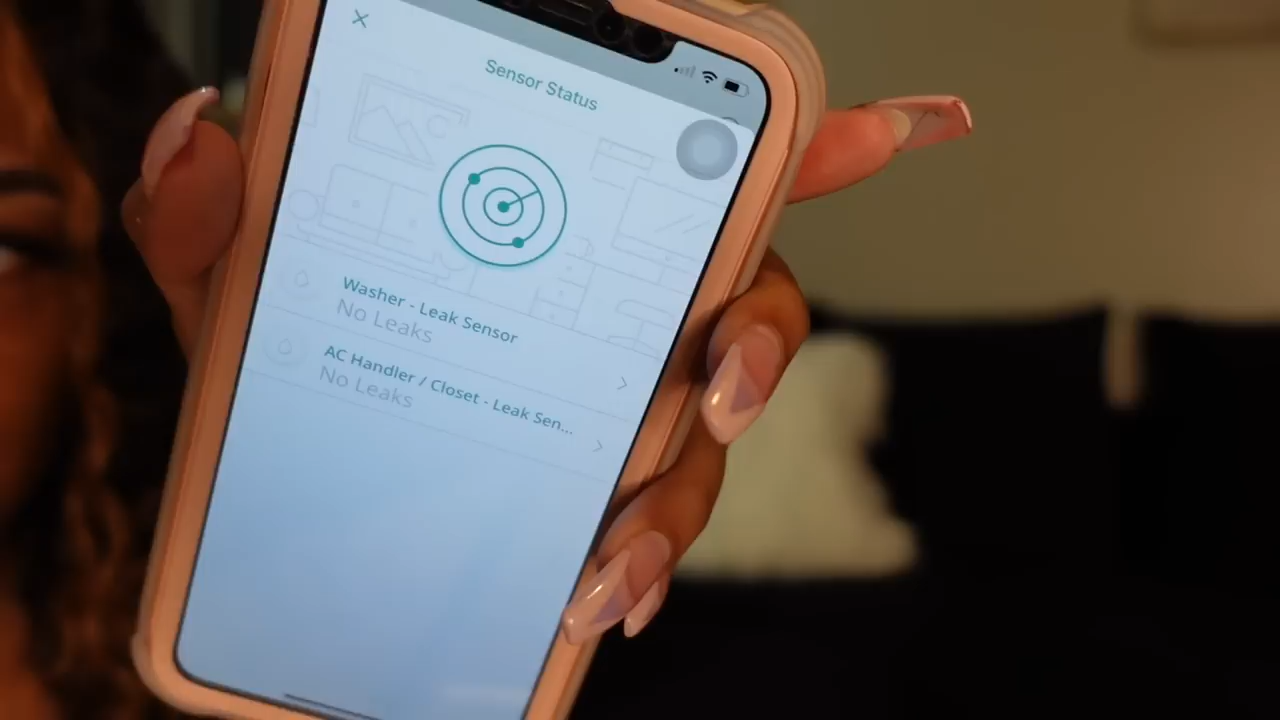 Sensor Status
Washer - Leak Sensor
No Leaks
AC Handler / Closet - Leak Sen...
No Leaks